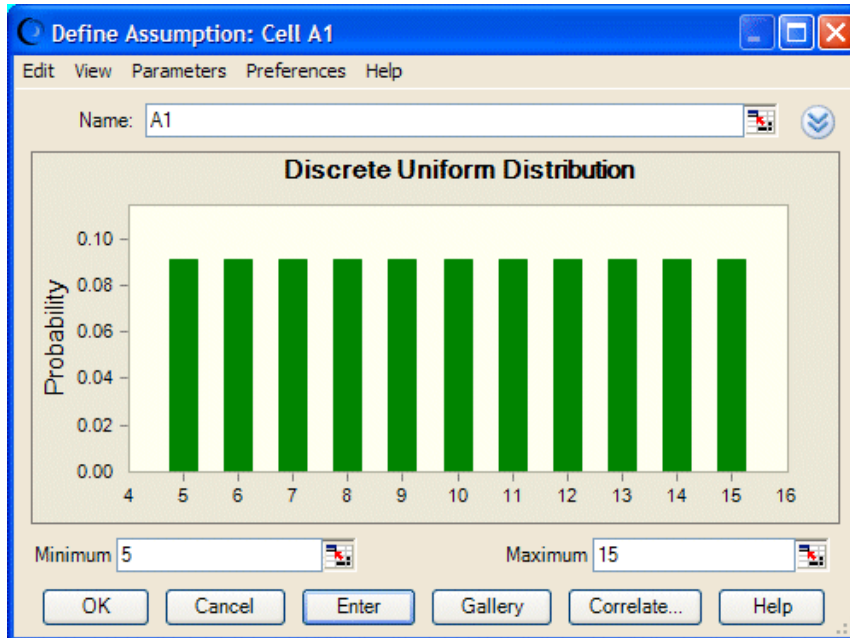 Define Assumption: Cell A1
Edit View Parameters Preferences Help
Name: A1
Discrete Uniform Distribution
Probability
0.10
0.08
0.06
0.04
0.02
0.00
4 5 6 7 8 9 10 11 12 13 14 15 16
Minimum 5 Maximum 15
OK Cancel Enter Gallery Correlate... Help